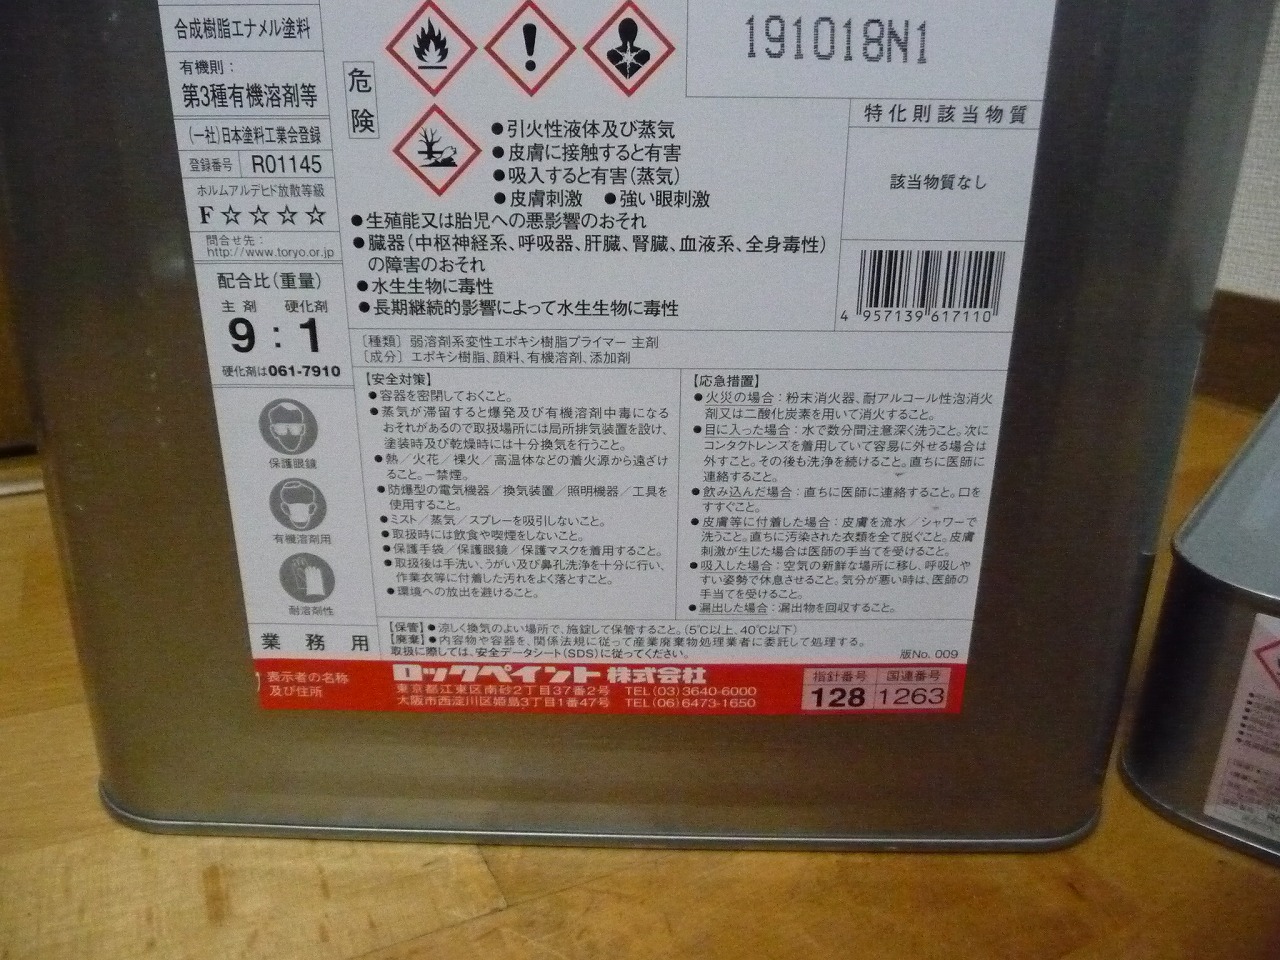 合成樹脂エナメル塗料
有機則：
第3種有機溶剤等
(一社)日本塗料工業会登録
登録番号 R01145
ホルムアルデヒド放散等級
F☆☆☆☆
問合せ先：
http://www.toryo.or.jp
配合比(重量)
主剤 硬化剤
9：1
硬化剤は061-7910
保護眼鏡
有機溶剤用
耐溶剤性
業務用
危険
191018N1
●引火性液体及び蒸気
●皮膚に接触すると有害
●吸入すると有害(蒸気)
●皮膚刺激 ●強い眼刺激
●生殖能又は胎児への悪影響のおそれ
●臓器(中枢神経系、呼吸器、肝臓、腎臓、血液系、全身毒性)
の障害のおそれ
●水生生物に毒性
●長期継続的影響によって水生生物に毒性
特化則該当物質
該当物質なし
4 957139 617110
〔種類〕弱溶剤系変性エポキシ樹脂プライマー 主剤
〔成分〕エポキシ樹脂、顔料、有機溶剤、添加剤
【安全対策】
●容器を密閉しておくこと。
●蒸気が滞留すると爆発及び有機溶剤中毒になる
おそれがあるので取扱場所には局所排気装置を設け、
塗装時及び乾燥時には十分換気を行うこと。
●熱／火花／裸火／高温体などの着火源から遠ざけ
ること。－禁煙。
●防爆型の電気機器／換気装置／照明機器／工具を
使用すること。
●ミスト／蒸気／スプレーを吸引しないこと。
●取扱時には飲食や喫煙をしないこと。
●保護手袋／保護眼鏡／保護マスクを着用すること。
●取扱後は手洗い、うがい及び鼻孔洗浄を十分に行い、
作業衣等に付着した汚れをよく落とすこと。
●環境への放出を避けること。
【応急措置】
●火災の場合：粉末消火器、耐アルコール性泡消火
剤又は二酸化炭素を用いて消火すること。
●目に入った場合：水で数分間注意深く洗うこと。次に
コンタクトレンズを着用していて容易に外せる場合は
外すこと。その後も洗浄を続けること。直ちに医師に
連絡すること。
●飲み込んだ場合：直ちに医師に連絡すること。口を
すすぐこと。
●皮膚等に付着した場合：皮膚を流水／シャワーで
洗うこと。直ちに汚染された衣類を全て脱ぐこと。皮膚
刺激が生じた場合は医師の手当てを受けること。
●吸入した場合：空気の新鮮な場所に移し、呼吸しや
すい姿勢で休息させること。気分が悪い時は、医師の
手当てを受けること。
●漏出した場合：漏出物を回収すること。
【保管】●涼しく換気のよい場所で、施錠して保管すること。(5℃以上、40℃以下)
【廃棄】●内容物や容器を、関係法規に従って産業廃棄物処理業者に委託して処理する。
取扱に際しては、安全データシート(SDS)に従ってください。
版No. 009
表示者の名称
及び住所
ロックペイント 株式会社
東京都江東区南砂2丁目37番2号 TEL(03)3640-6000
大阪市西淀川区姫島3丁目1番47号 TEL(06)6473-1650
指針番号 国連番号
128 1263